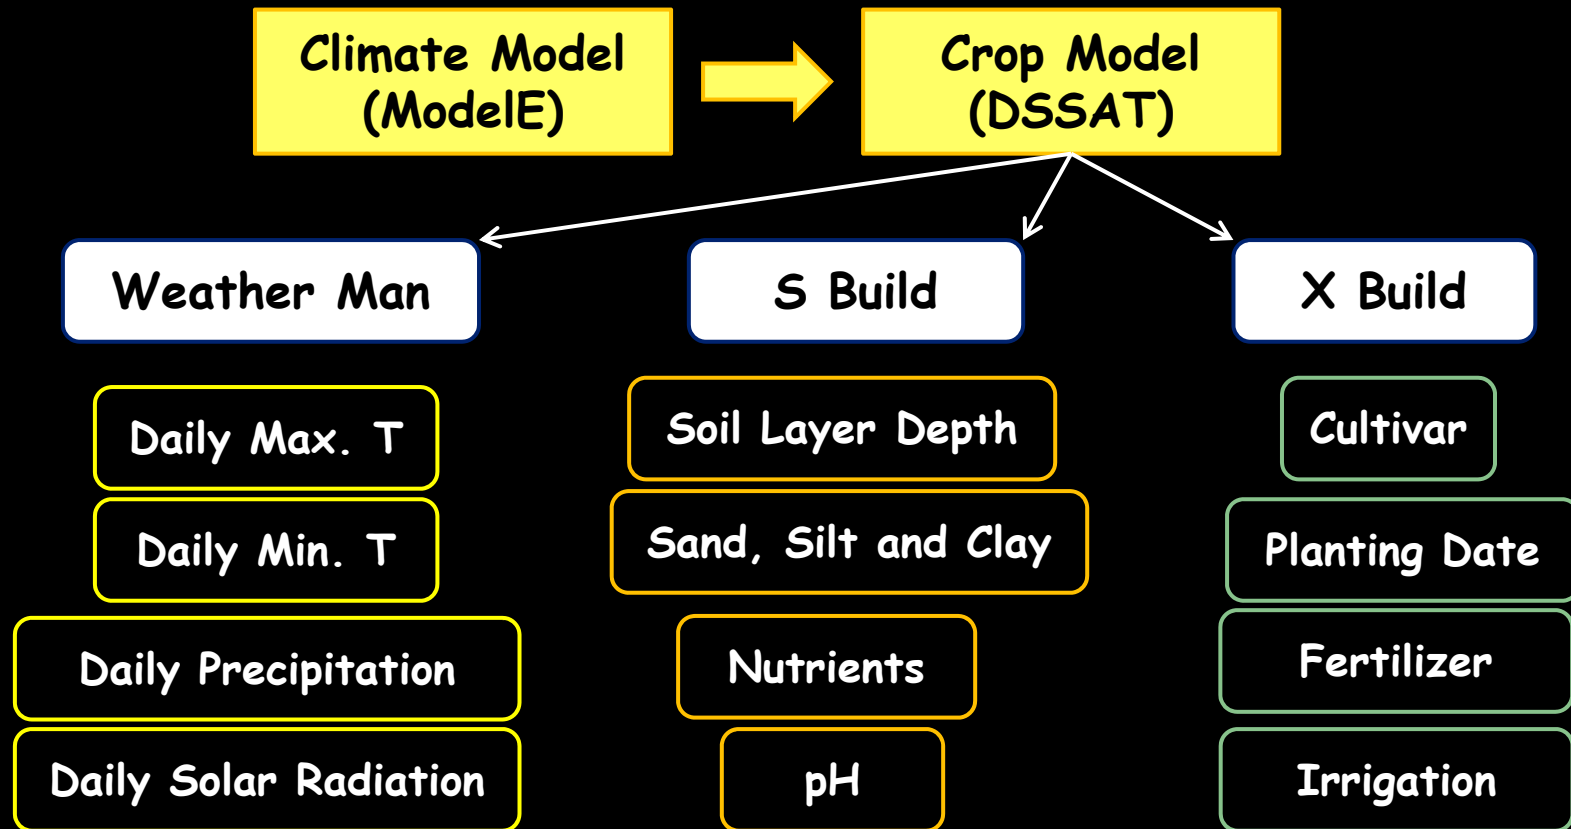 Climate Model
(ModelE)
Crop Model
(DSSAT)
Weather Man
S Build
X Build
Daily Max. T
Daily Min. T
Daily Precipitation
Daily Solar Radiation
Soil Layer Depth
Sand, Silt and Clay
Nutrients
pH
Cultivar
Planting Date
Fertilizer
Irrigation